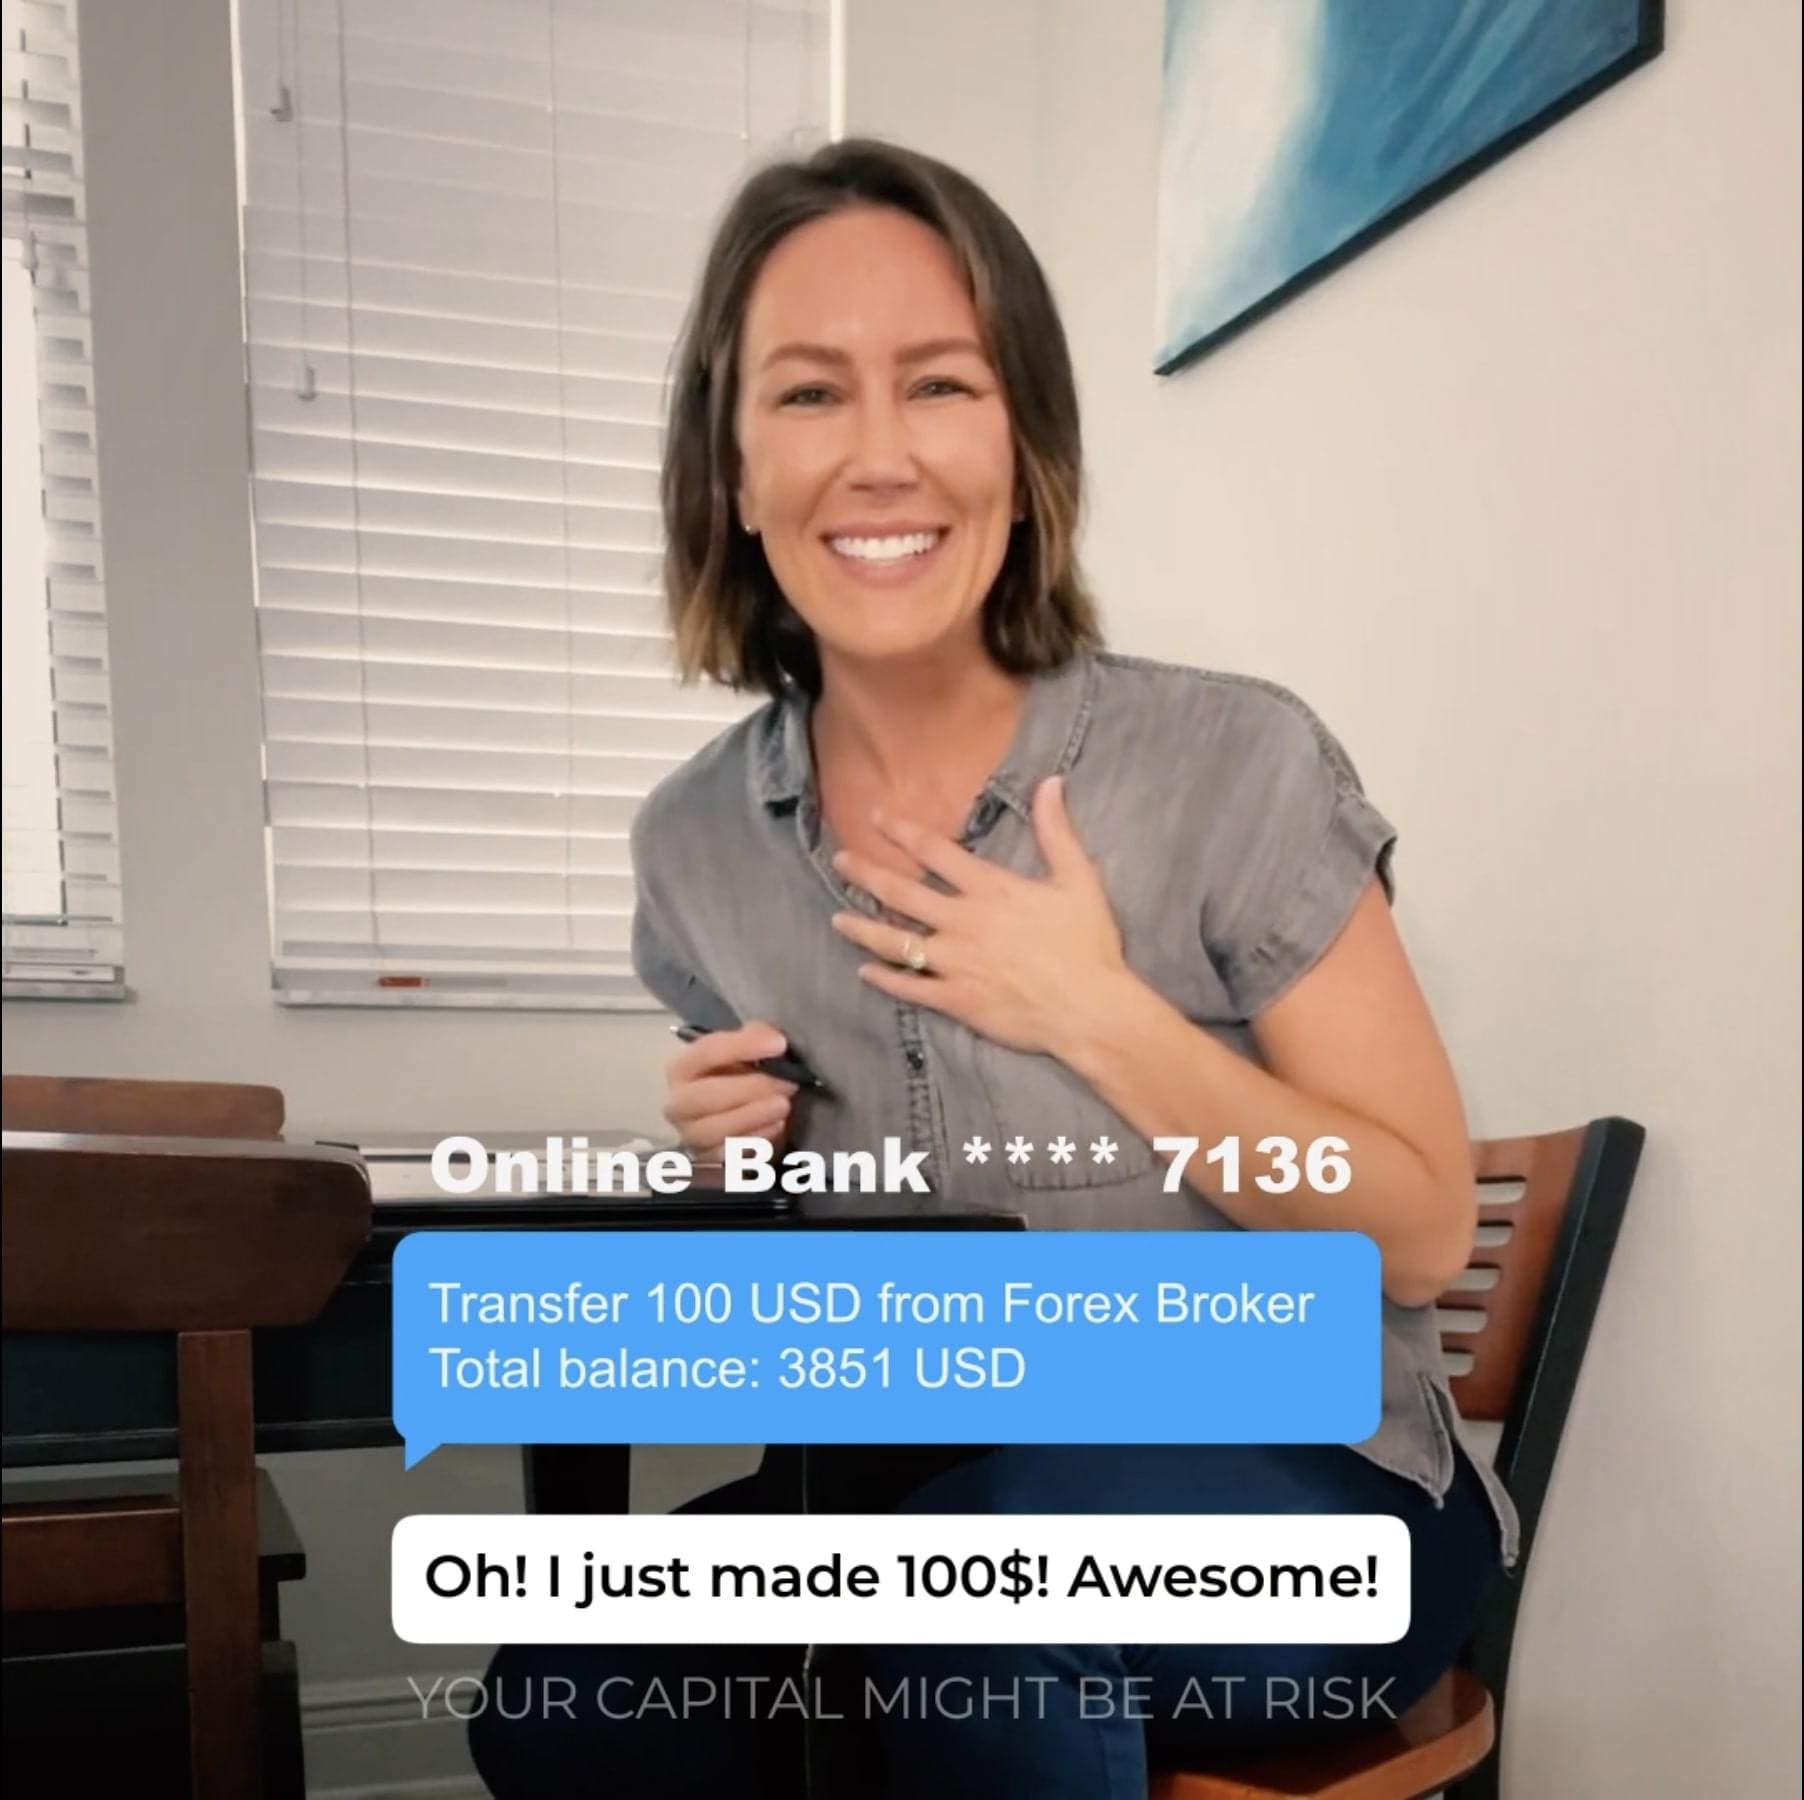 Online Bank **** 7136
Transfer 100 USD from Forex Broker
Total balance: 3851 USD
Oh! I just made 100$! Awesome!
YOUR CAPITAL MIGHT BE AT RISK